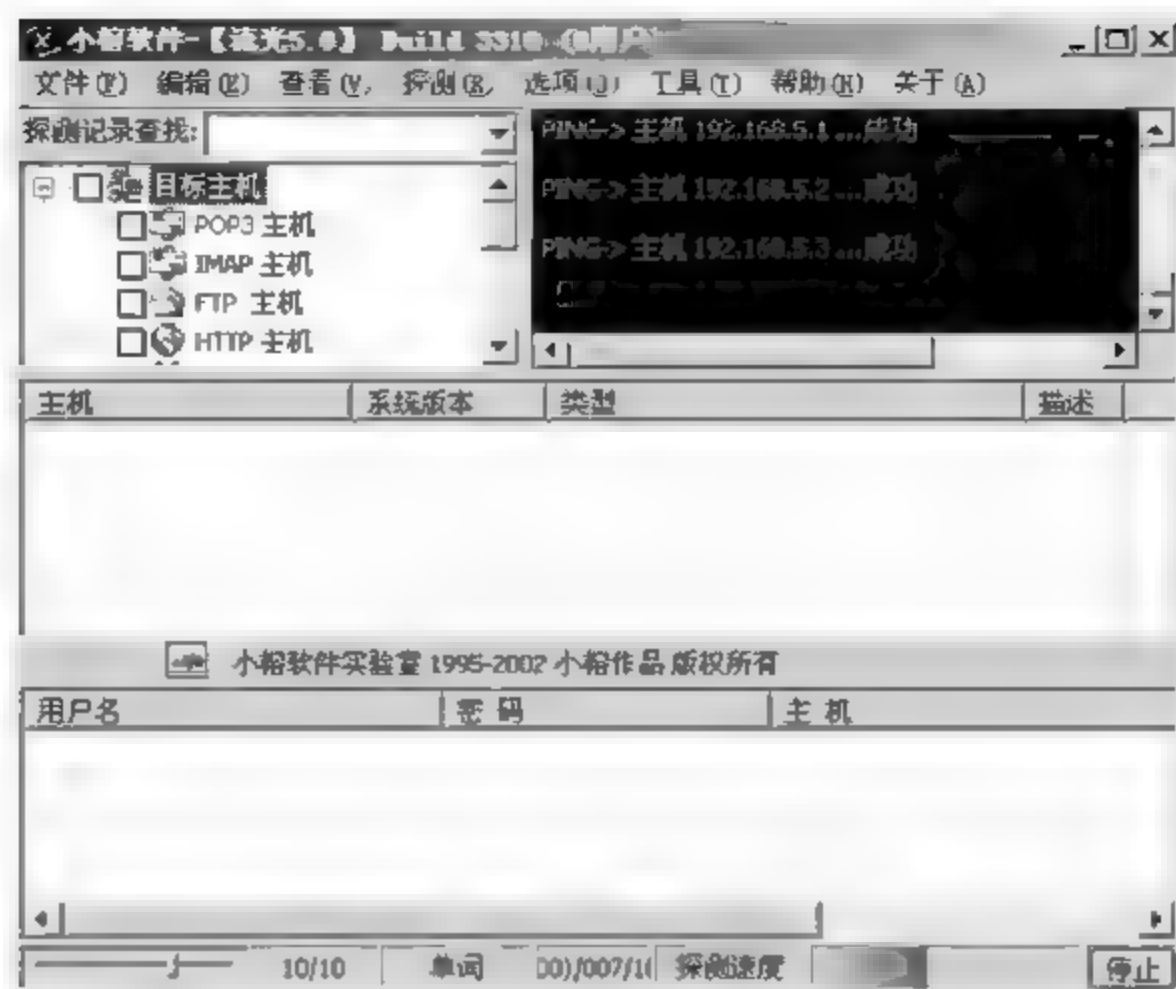 小榕软件-【流光5.0】 Build 3310
文件(F) 编辑(E) 查看(V) 探测(R) 选项(O) 工具(T) 帮助(H) 关于(A)
探测记录查找:
目标主机
POP3 主机
IMAP 主机
FTP 主机
HTTP 主机
PING-> 主机 192.168.5.1 ...成功
PING-> 主机 192.168.5.2 ...成功
PING-> 主机 192.168.5.3 ...成功
主机 系统版本 类型 描述
小榕软件实验室 1995-2002 小榕作品 版权所有
用户名 密 码 主 机
10/10 单词 探测速度 停止